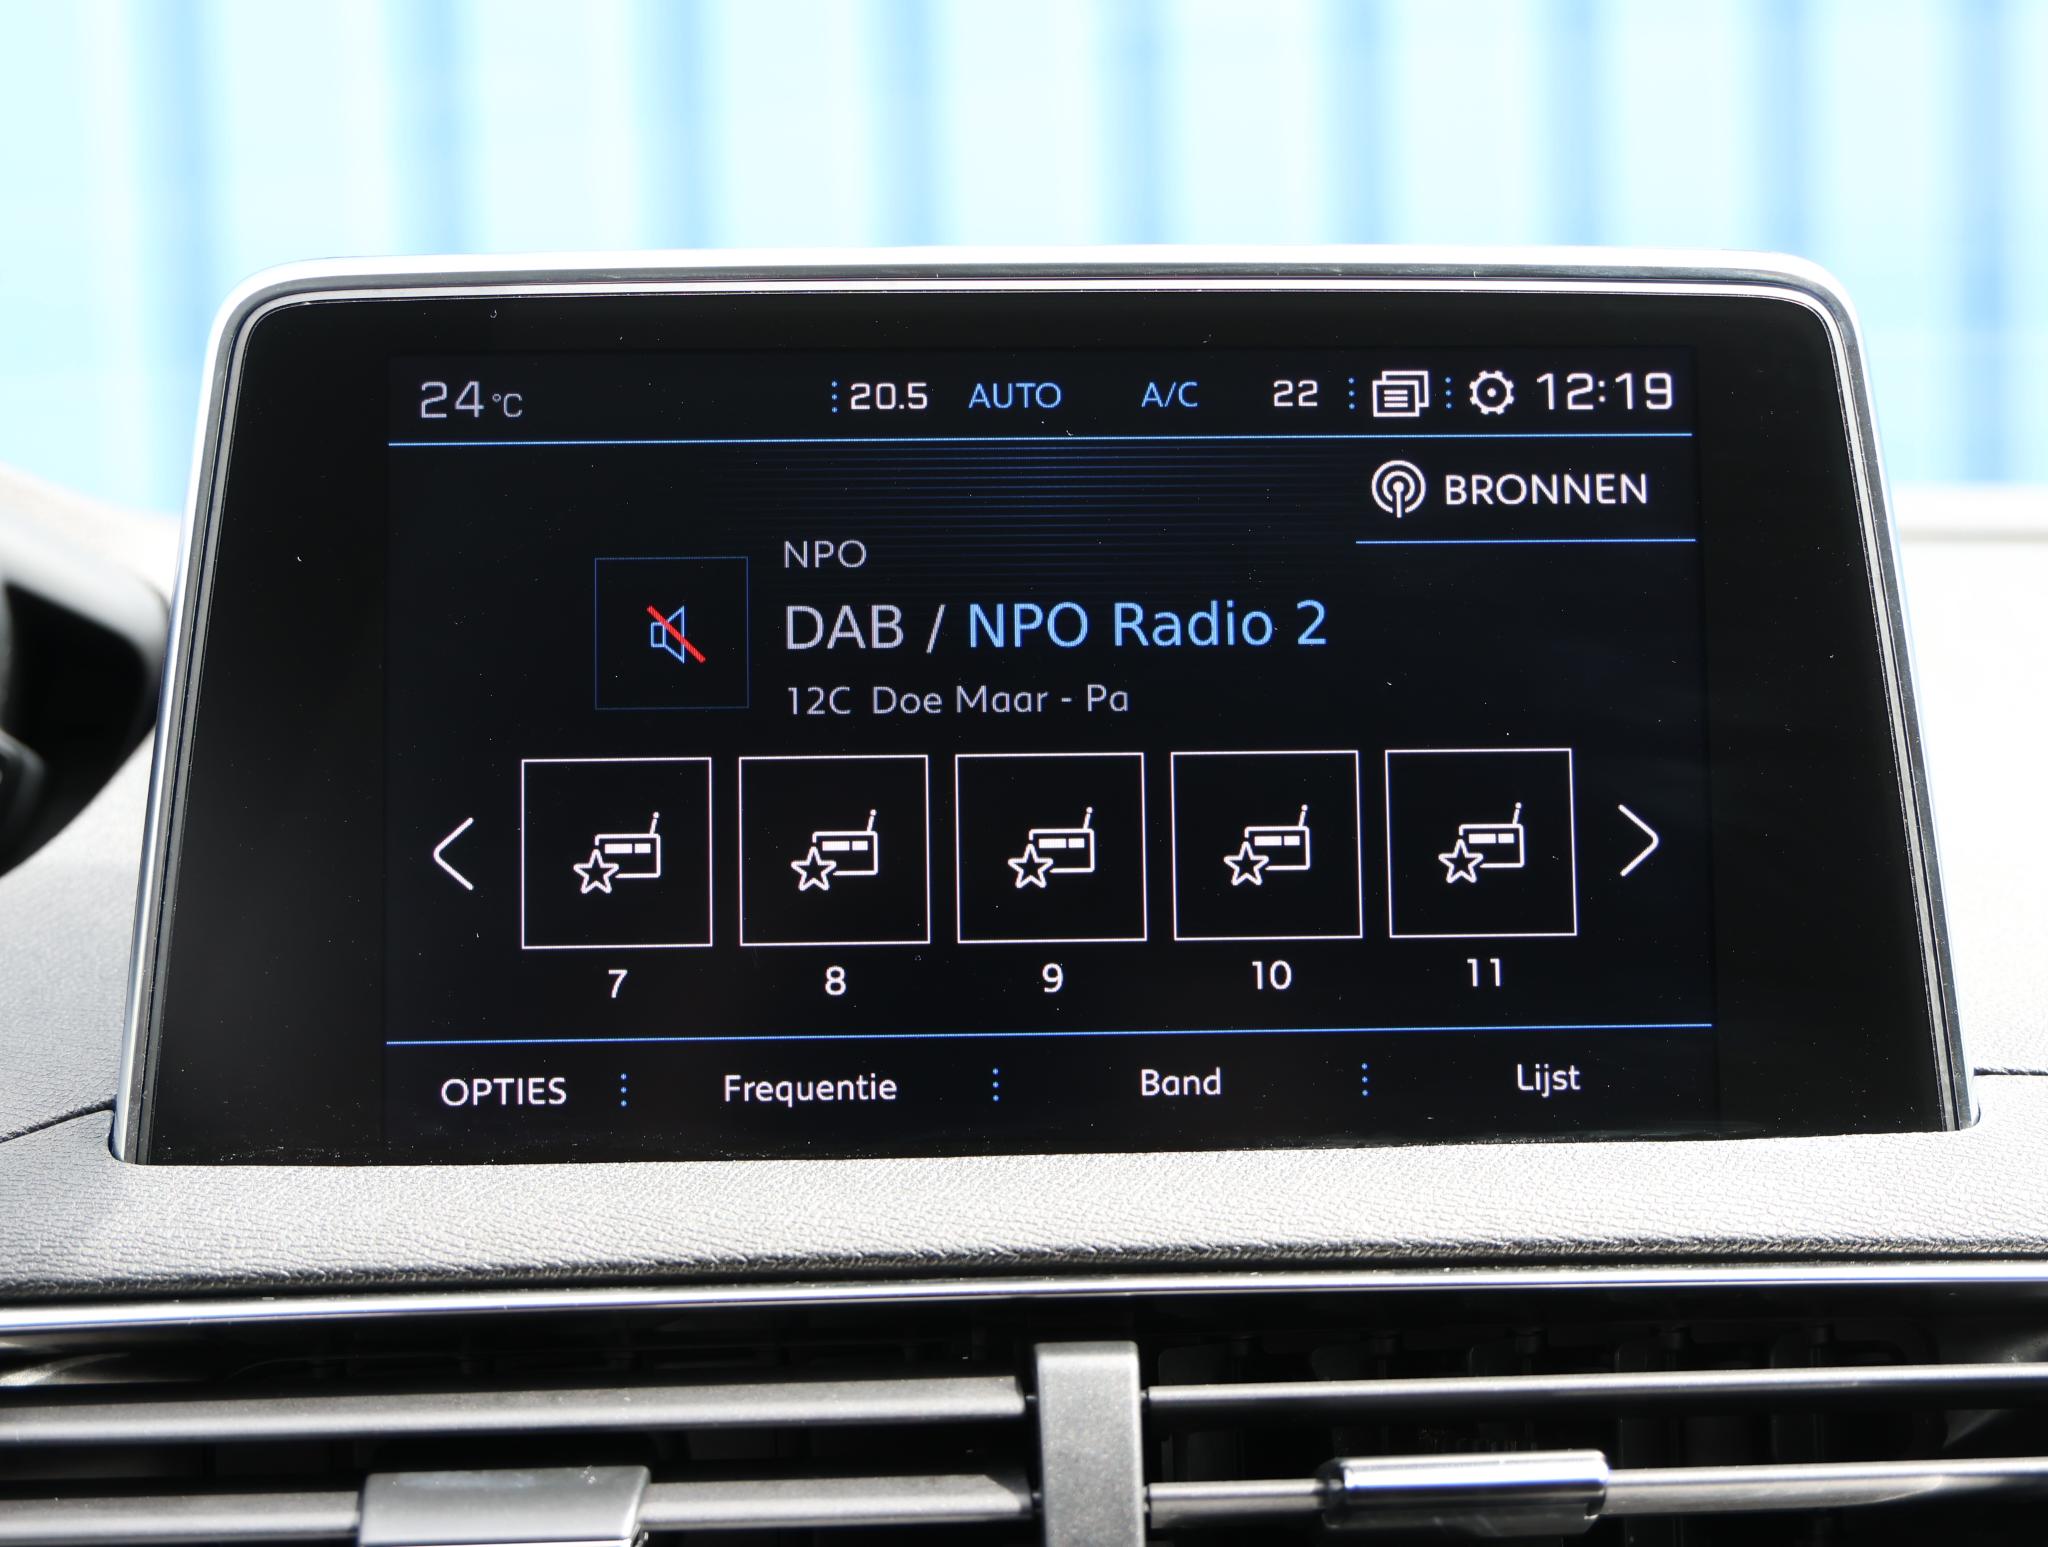 24 °C 20.5 AUTO A/C 22 12:19
BRONNEN
NPO
DAB / NPO Radio 2
12C Doe Maar - Pa
7 8 9 10 11
OPTIES Frequentie Band Lijst